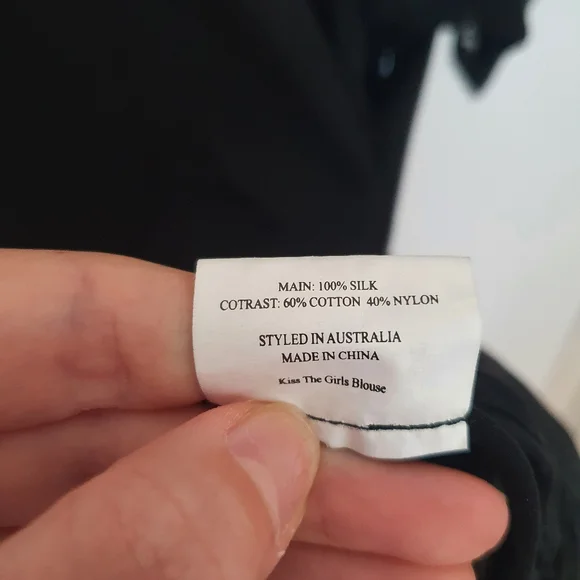 MAIN: 100% SILK
COTRAST: 60% COTTON 40% NYLON
STYLED IN AUSTRALIA
MADE IN CHINA
Kiss The Girls Blouse